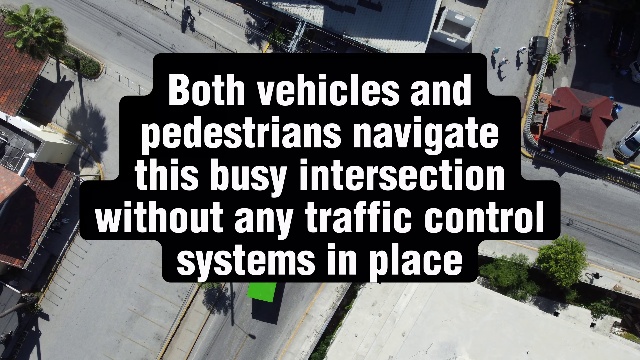 Both vehicles and
pedestrians navigate
this busy intersection
without any traffic control
systems in place